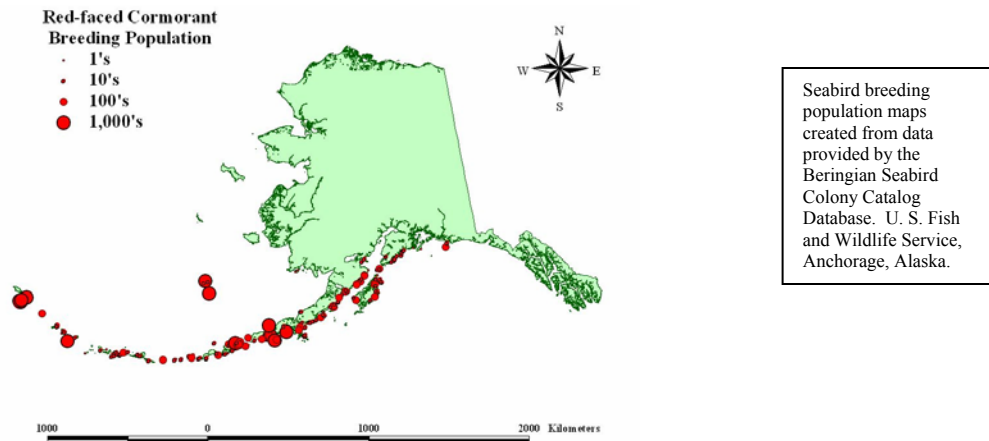 Red-faced Cormorant
Breeding Population
1's
10's
100's
1,000's
N
W E
S
Seabird breeding
population maps
created from data
provided by the
Beringian Seabird
Colony Catalog
Database. U. S. Fish
and Wildlife Service,
Anchorage, Alaska.
1000 0 1000 2000 Kilometers